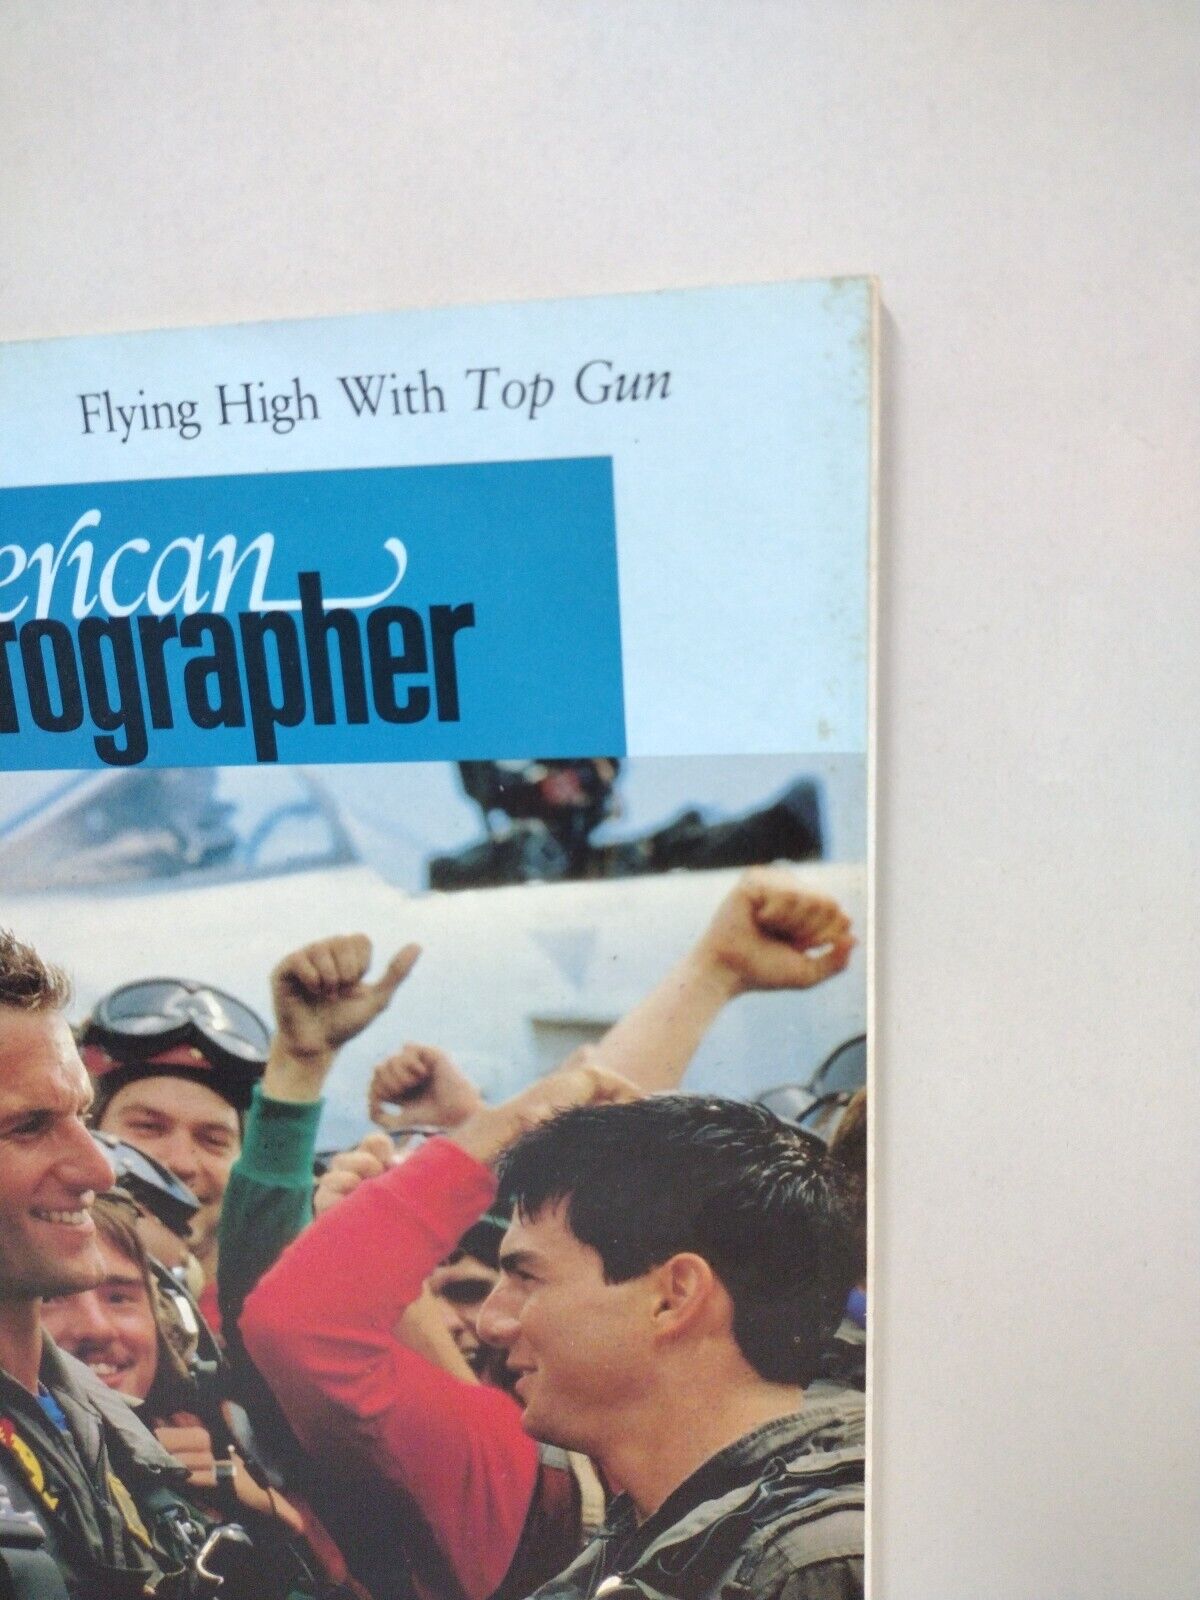 Flying High With Top Gun
erican
tographer